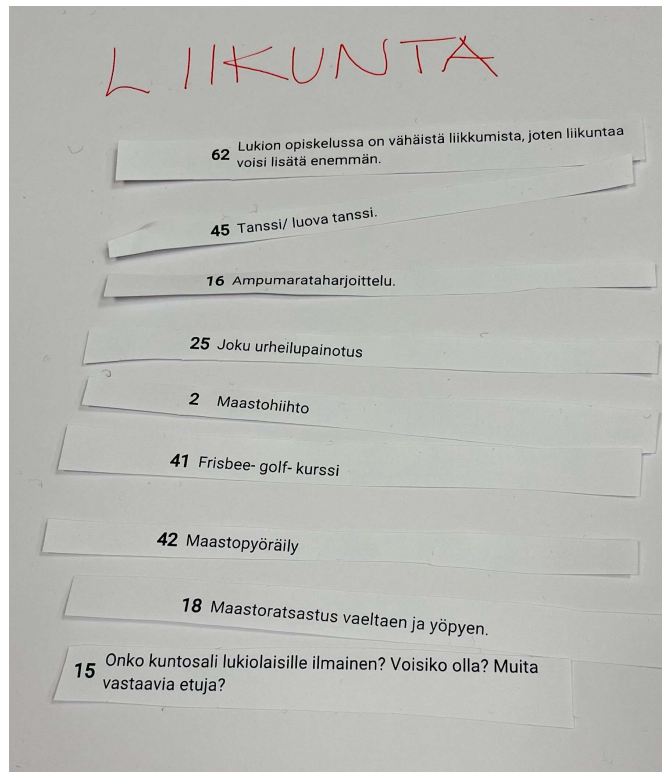 LIIKUNTA
62 Lukion opiskelussa on vähäistä liikkumista, joten liikuntaa
voisi lisätä enemmän.
45 Tanssi/ luova tanssi.
16 Ampumarataharjoittelu.
25 Joku urheilupainotus
2 Maastohiihto
41 Frisbee- golf- kurssi
42 Maastopyöräily
18 Maastoratsastus vaeltaen ja yöpyen.
15 Onko kuntosali lukiolaisille ilmainen? Voisiko olla? Muita
vastaavia etuja?